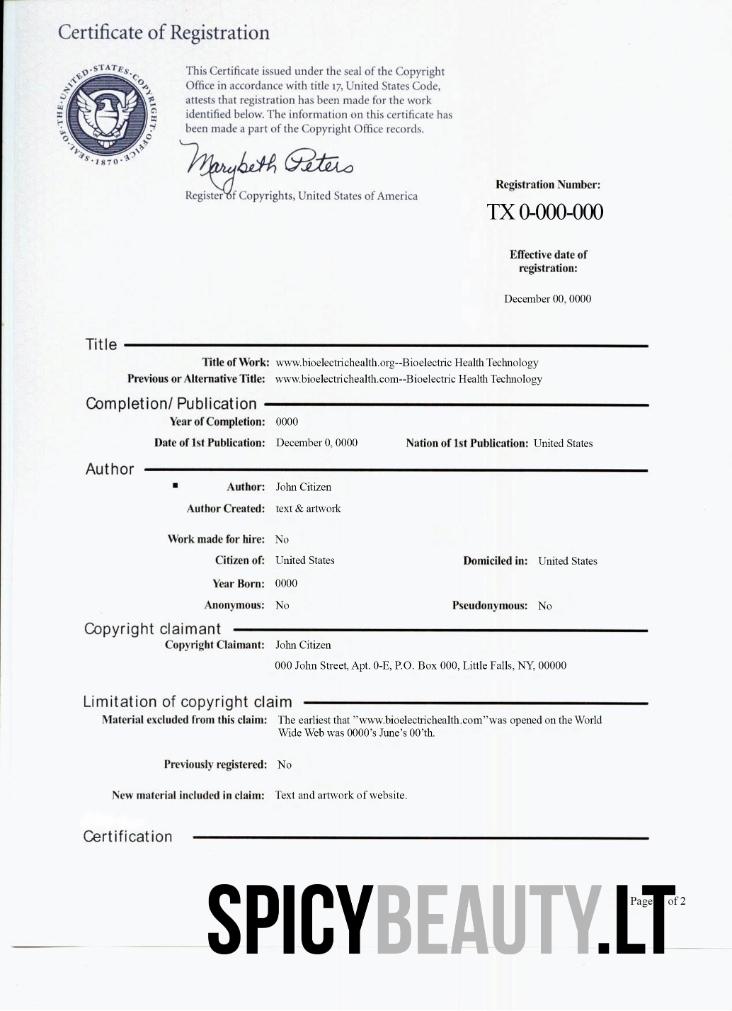 Certificate of Registration
SEAL·OF·THE·UNITED·STATES·COPYRIGHT·OFFICE·1870
This Certificate issued under the seal of the Copyright
Office in accordance with title 17, United States Code,
attests that registration has been made for the work
identified below. The information on this certificate has
been made a part of the Copyright Office records.
Marybeth Peters
Register of Copyrights, United States of America
Registration Number:
TX 0-000-000
Effective date of
registration:
December 00, 0000
Title
Title of Work: www.bioelectrichealth.org--Bioelectric Health Technology
Previous or Alternative Title: www.bioelectrichealth.com--Bioelectric Health Technology
Completion/ Publication
Year of Completion: 0000
Date of 1st Publication: December 0, 0000 Nation of 1st Publication: United States
Author
Author: John Citizen
Author Created: text & artwork
Work made for hire: No
Citizen of: United States Domiciled in: United States
Year Born: 0000
Anonymous: No Pseudonymous: No
Copyright claimant
Copyright Claimant: John Citizen
000 John Street, Apt. 0-E, P.O. Box 000, Little Falls, NY, 00000
Limitation of copyright claim
Material excluded from this claim: The earliest that "www.bioelectrichealth.com"was opened on the World
Wide Web was 0000's June's 00'th.
Previously registered: No
New material included in claim: Text and artwork of website.
Certification
Page of 2
SPICYBEAUTY.LT